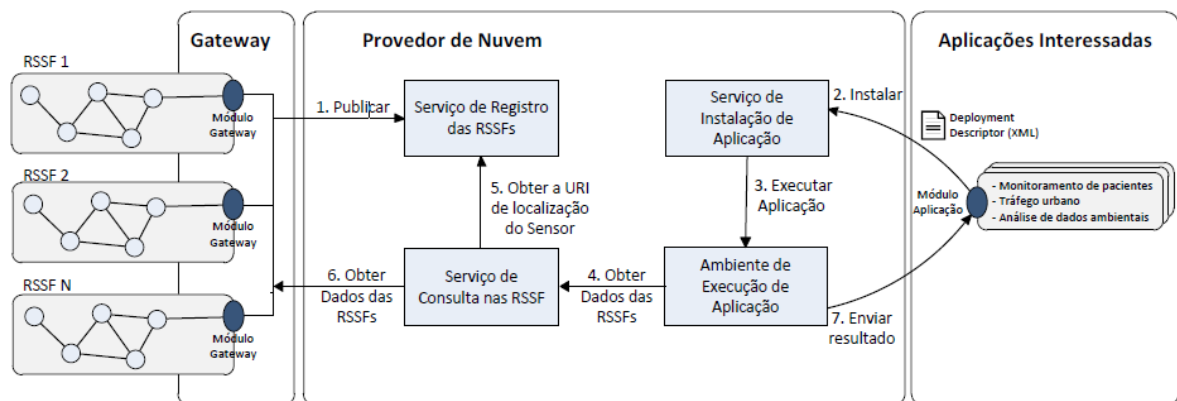 Gateway
Provedor de Nuvem
Aplicações Interessadas
RSSF 1
Módulo
Gateway
RSSF 2
Módulo
Gateway
RSSF N
Módulo
Gateway
1. Publicar
Serviço de Registro
das RSSFs
Serviço de
Instalação de
Aplicação
2. Instalar
Deployment
Descriptor (XML)
5. Obter a URI
de localização
do Sensor
3. Executar
Aplicação
Módulo
Aplicação
- Monitoramento de pacientes
- Tráfego urbano
- Análise de dados ambientais
6. Obter
Dados das
RSSFs
Serviço de
Consulta nas RSSF
4. Obter
Dados das
RSSFs
Ambiente de
Execução de
Aplicação
7. Enviar
resultado